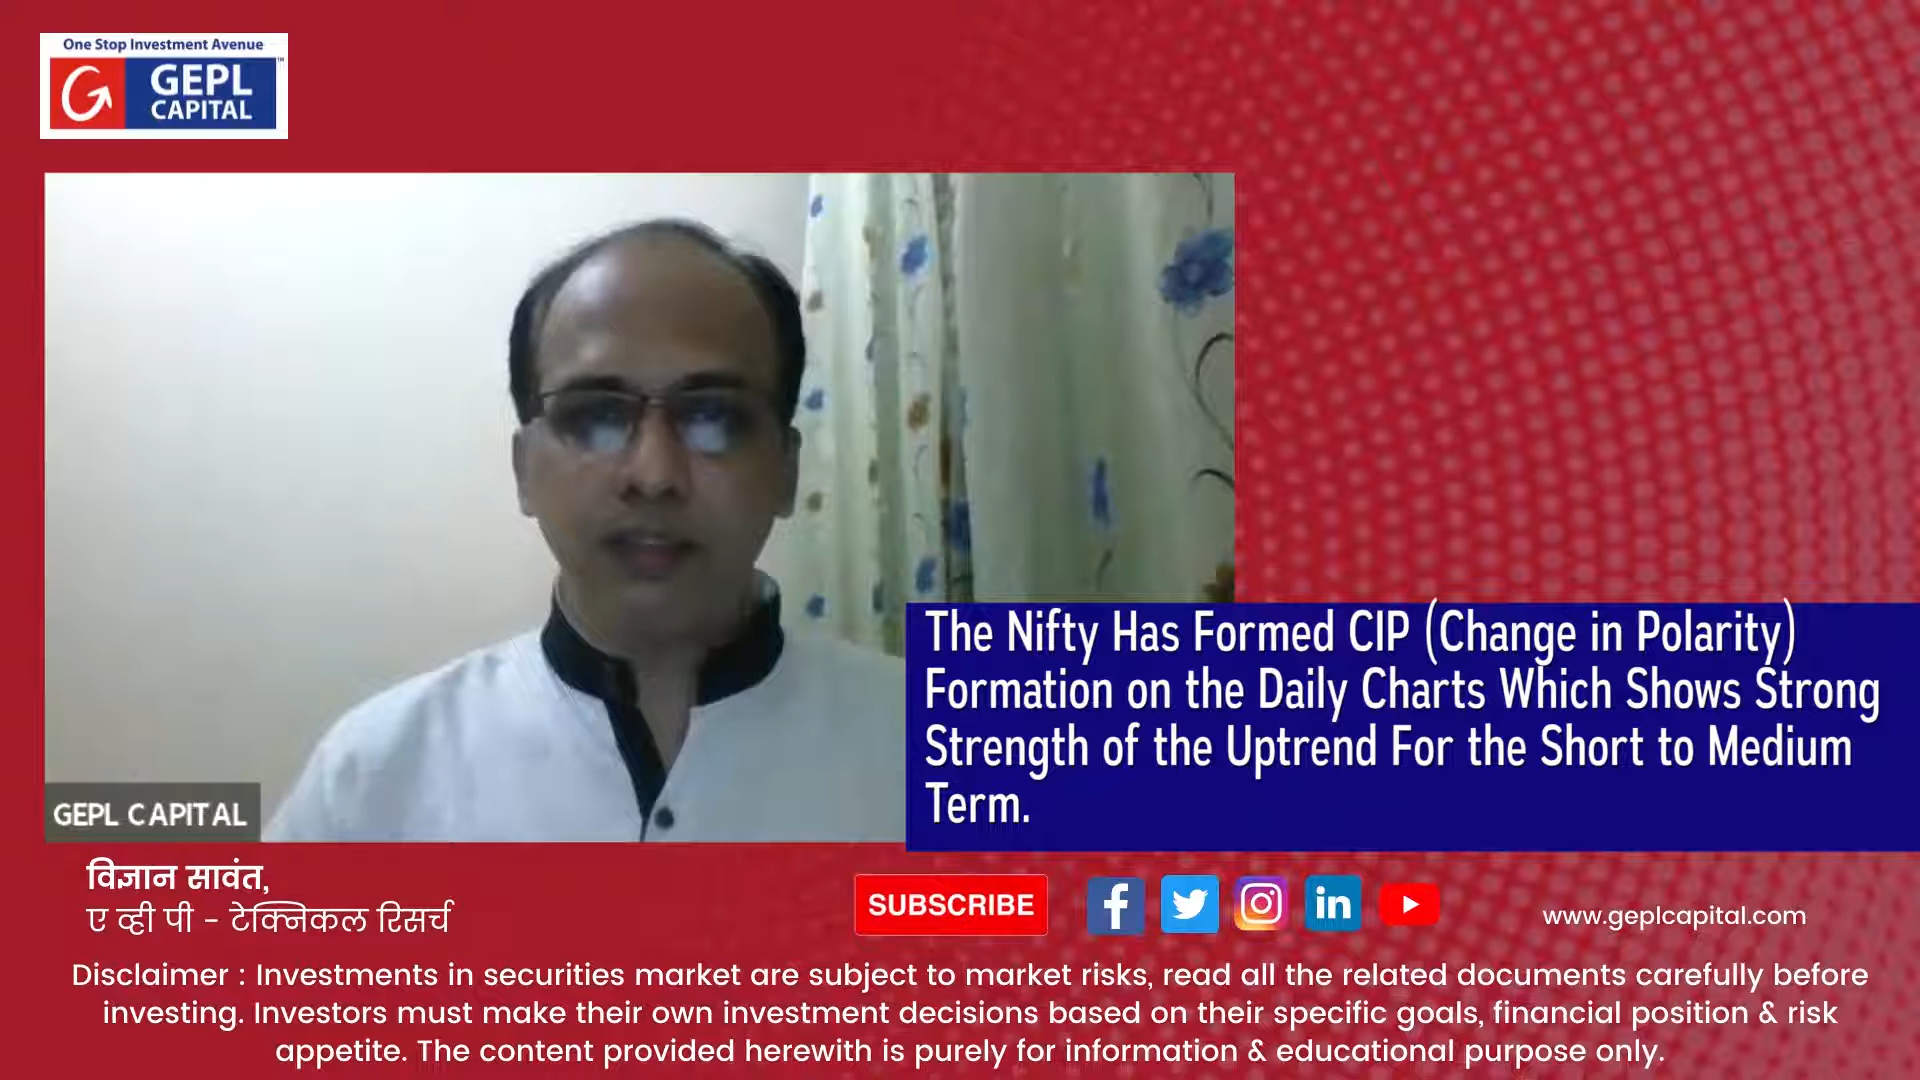 One Stop Investment Avenue
GEPL
CAPITAL
The Nifty Has Formed CIP (Change in Polarity)
Formation on the Daily Charts Which Shows Strong
Strength of the Uptrend For the Short to Medium
Term.
GEPL CAPITAL
विज्ञान सावंत,
ए व्ही पी - टेक्निकल रिसर्च
SUBSCRIBE
www.geplcapital.com
Disclaimer : Investments in securities market are subject to market risks, read all the related documents carefully before
investing. Investors must make their own investment decisions based on their specific goals, financial position & risk
appetite. The content provided herewith is purely for information & educational purpose only.